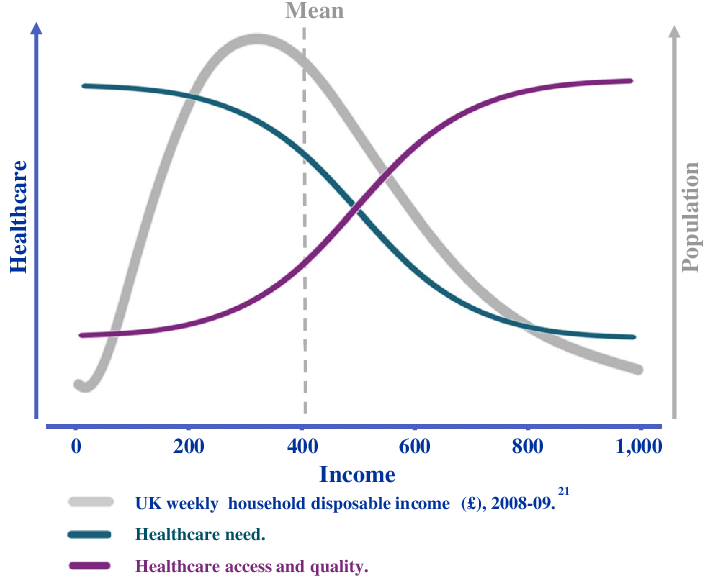 Mean
Healthcare
Population
0 200 400 600 800 1,000
Income
UK weekly household disposable income (£), 2008-09.21
Healthcare need.
Healthcare access and quality.